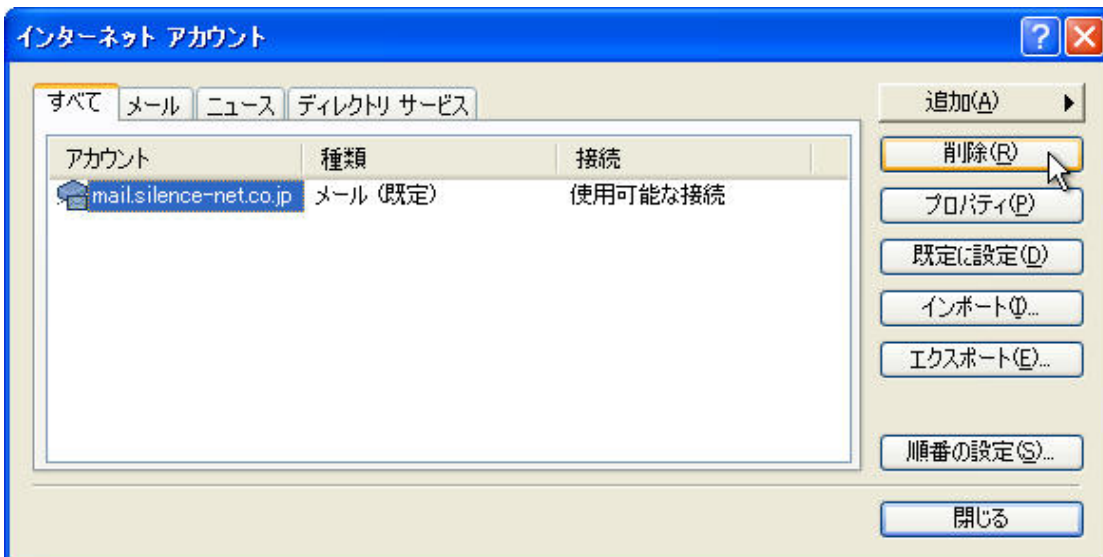 インターネット アカウント
すべて メール ニュース ディレクトリ サービス
アカウント 種類 接続
mail.silence-net.co.jp メール (既定) 使用可能な接続
追加(A)
削除(R)
プロパティ(P)
既定に設定(D)
インポート(I)...
エクスポート(E)...
順番の設定(S)...
閉じる